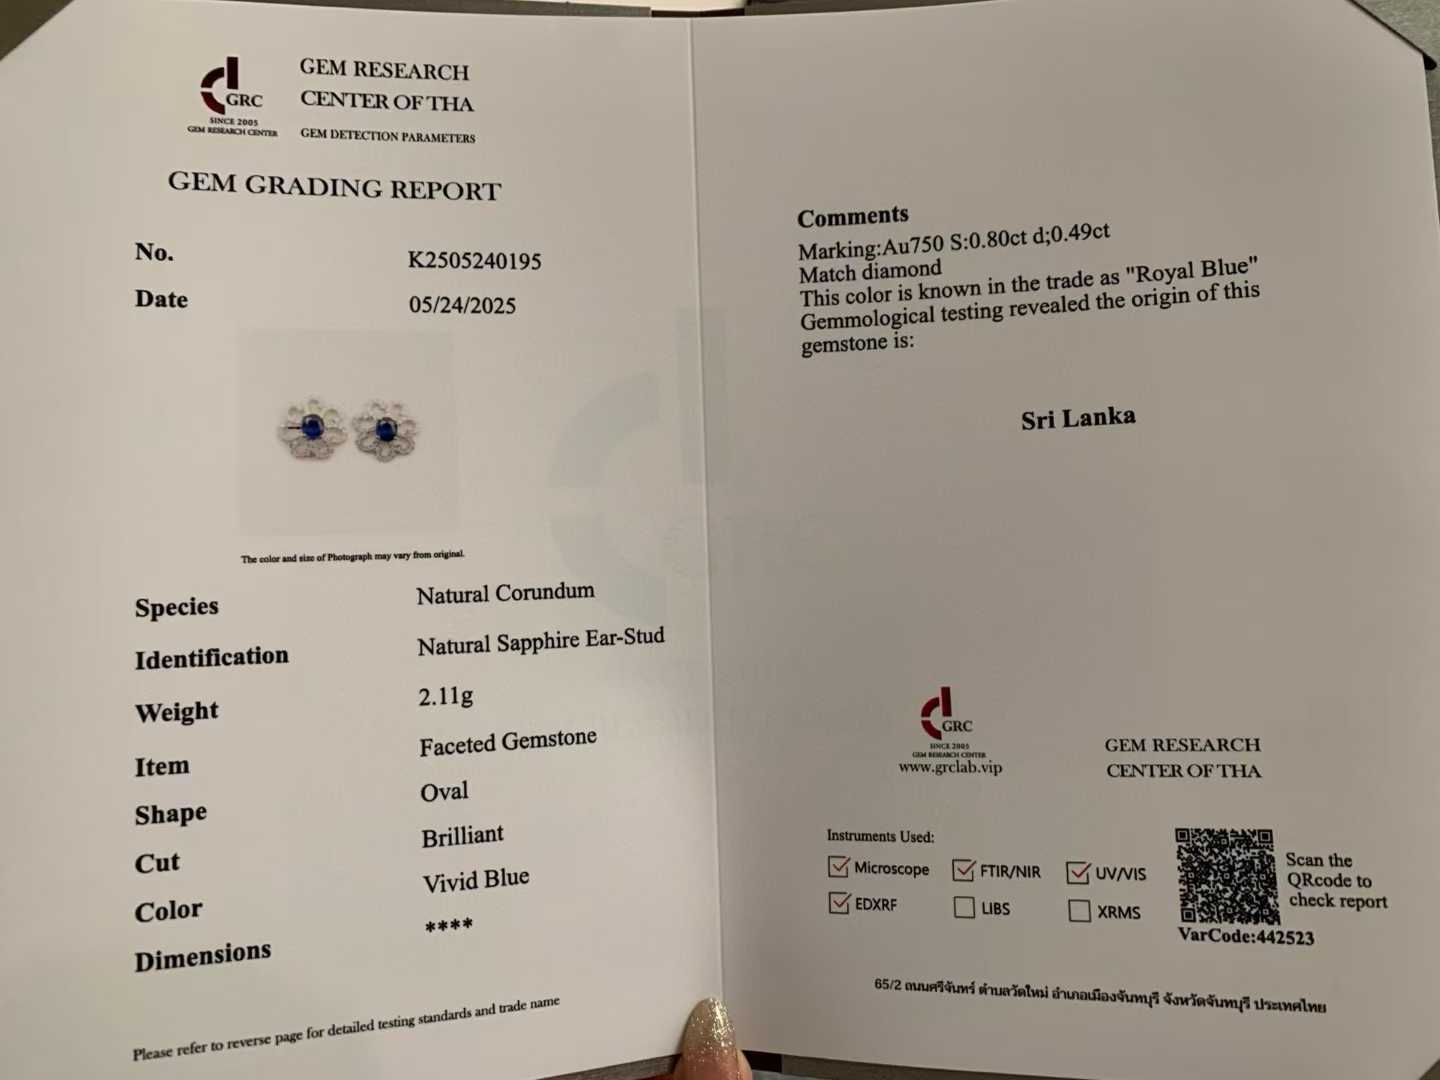 GRC
SINCE 2005
GEM RESEARCH CENTER
GEM RESEARCH
CENTER OF THA
GEM DETECTION PARAMETERS
GEM GRADING REPORT
No. K2505240195
Date 05/24/2025
The color and size of Photograph may vary from original.
Species Natural Corundum
Identification Natural Sapphire Ear-Stud
Weight 2.11g
Item Faceted Gemstone
Shape Oval
Cut Brilliant
Color Vivid Blue
Dimensions ****
Please refer to reverse page for detailed testing standards and trade name
Comments
Marking:Au750 S:0.80ct d;0.49ct
Match diamond
This color is known in the trade as "Royal Blue"
Gemmological testing revealed the origin of this
gemstone is:
Sri Lanka
GRC
SINCE 2005
GEM RESEARCH CENTER
www.grclab.vip
GEM RESEARCH
CENTER OF THA
Instruments Used:
Microscope FTIR/NIR UV/VIS
EDXRF LIBS XRMS
Scan the
QRcode to
check report
VarCode:442523
65/2 ถนนศรีจันทร์ ตำบลวัดใหม่ อำเภอเมืองจันทบุรี จังหวัดจันทบุรี ประเทศไทย